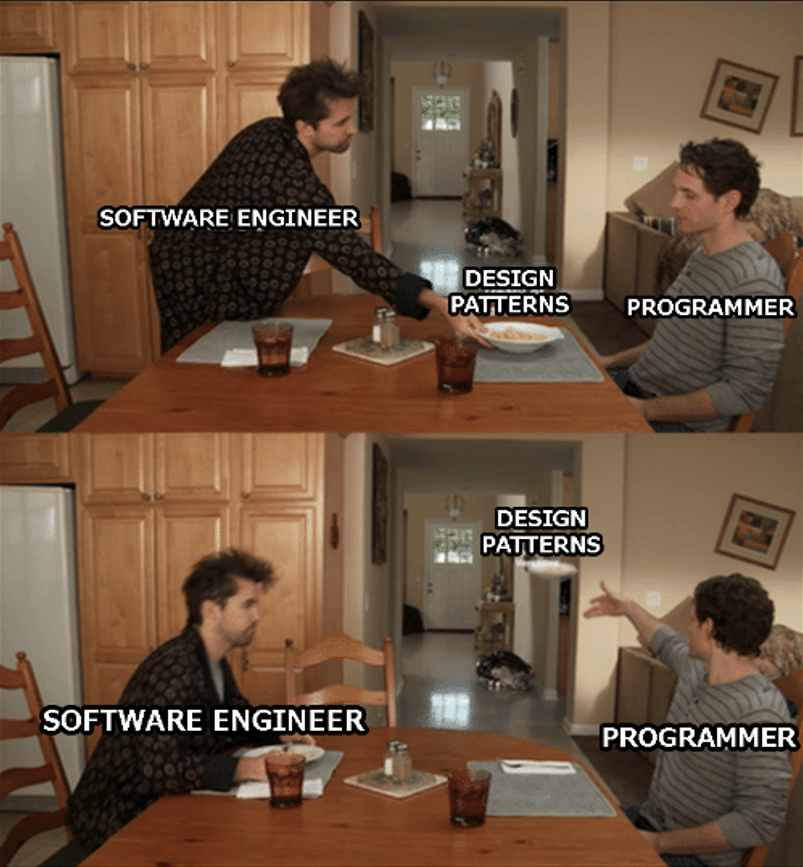 SOFTWARE ENGINEER
DESIGN
PATTERNS
PROGRAMMER
DESIGN
PATTERNS
SOFTWARE ENGINEER
PROGRAMMER